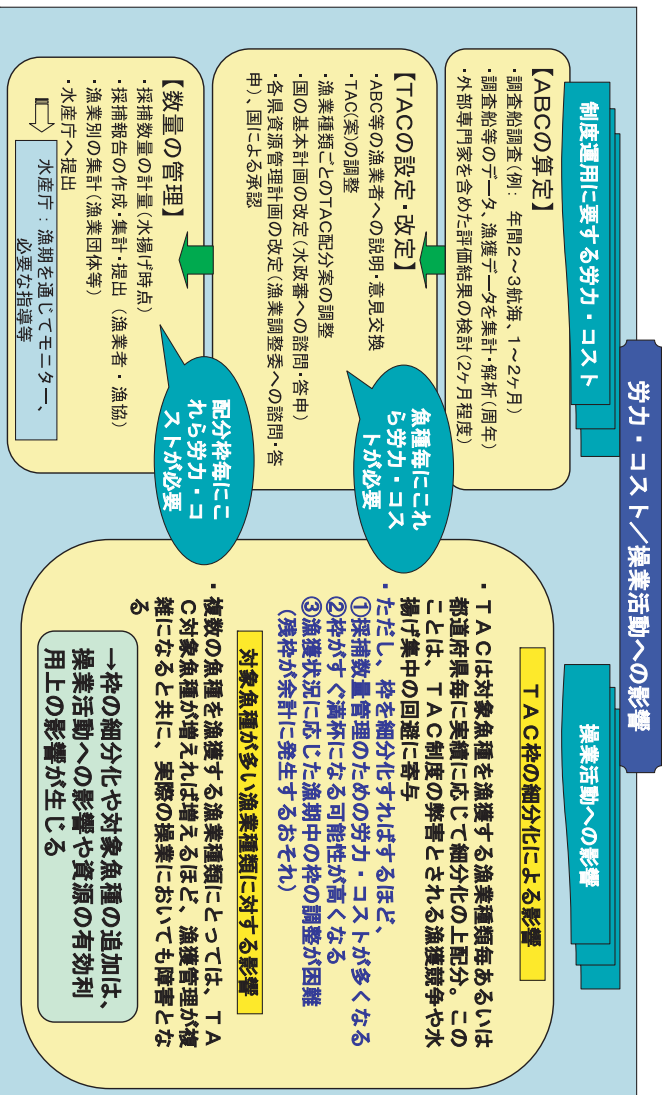 労力・コスト／操業活動への影響
制度運用に要する労力・コスト
【ABCの算定】
・調査船調査(例： 年間２～３航海、１～２ヶ月)
・調査船等のデータ、漁獲データを集計・解析(周年)
・外部専門家を含めた評価結果の検討(２ヶ月程度)
【TACの設定・改定】
・ABC等の漁業者への説明・意見交換
・TAC(案)の調整
・漁業種類ごとのTAC配分案の調整
・国の基本計画の改定(水政審への諮問・答申)
・各県資源管理計画の改定(漁業調整委への諮問・答
申)、国による承認
魚種毎にこれ
ら労力・コス
トが必要
【数量の管理】
・採捕数量の計量(水揚げ時点)
・採捕報告の作成・集計・提出（漁業者・漁協）
・漁業別の集計(漁業団体等)
・水産庁へ提出
水産庁：漁期を通じてモニター、
必要な指導等
配分枠毎にこ
れら労力・コ
ストが必要
操業活動への影響
ＴＡＣ枠の細分化による影響
・ＴＡＣは対象魚種を漁獲する漁業種類毎あるいは
都道府県毎に実績に応じて細分化の上配分。この
ことは、ＴＡＣ制度の弊害とされる漁獲競争や水
揚げ集中の回避に寄与
・ただし、枠を細分化すればするほど、
①採捕数量管理のための労力・コストが多くなる
②枠がすぐ満杯になる可能性が高くなる
③漁獲状況に応じた漁期中の枠の調整が困難
（残枠が余計に発生するおそれ）
対象魚種が多い漁業種類に対する影響
・複数の魚種を漁獲する漁業種類にとっては、ＴＡ
Ｃ対象魚種が増えれば増えるほど、漁獲管理が複
雑になると共に、実際の操業においても障害とな
る
→枠の細分化や対象魚種の追加は、
操業活動への影響や資源の有効利
用上の影響が生じる